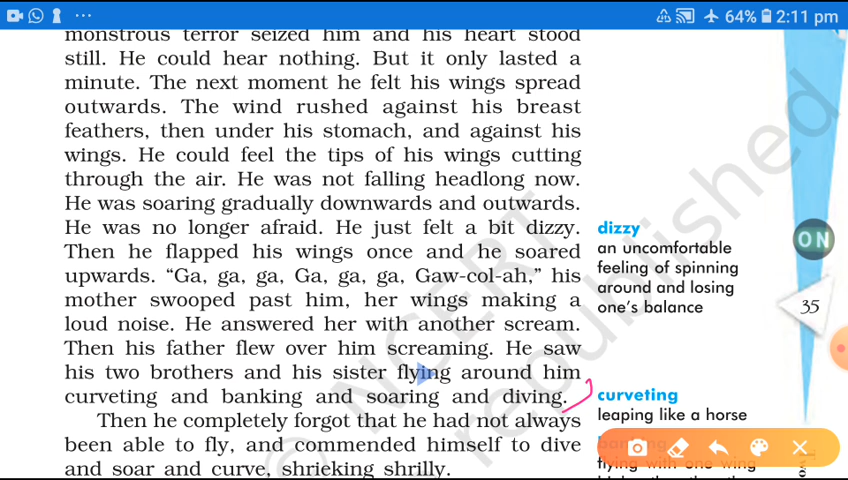 64% 2:11 pm
monstrous terror seized him and his heart stood
still. He could hear nothing. But it only lasted a
minute. The next moment he felt his wings spread
outwards. The wind rushed against his breast
feathers, then under his stomach, and against his
wings. He could feel the tips of his wings cutting
through the air. He was not falling headlong now.
He was soaring gradually downwards and outwards.
He was no longer afraid. He just felt a bit dizzy.
Then he flapped his wings once and he soared
upwards. “Ga, ga, ga, Ga, ga, ga, Gaw-col-ah,” his
mother swooped past him, her wings making a
loud noise. He answered her with another scream.
Then his father flew over him screaming. He saw
his two brothers and his sister flying around him
curveting and banking and soaring and diving.
Then he completely forgot that he had not always
been able to fly, and commended himself to dive
and soar and curve, shrieking shrilly.
dizzy
an uncomfortable
feeling of spinning
around and losing
one’s balance
curveting
leaping like a horse
flying with one wing
ON
35
© NCERT
republished